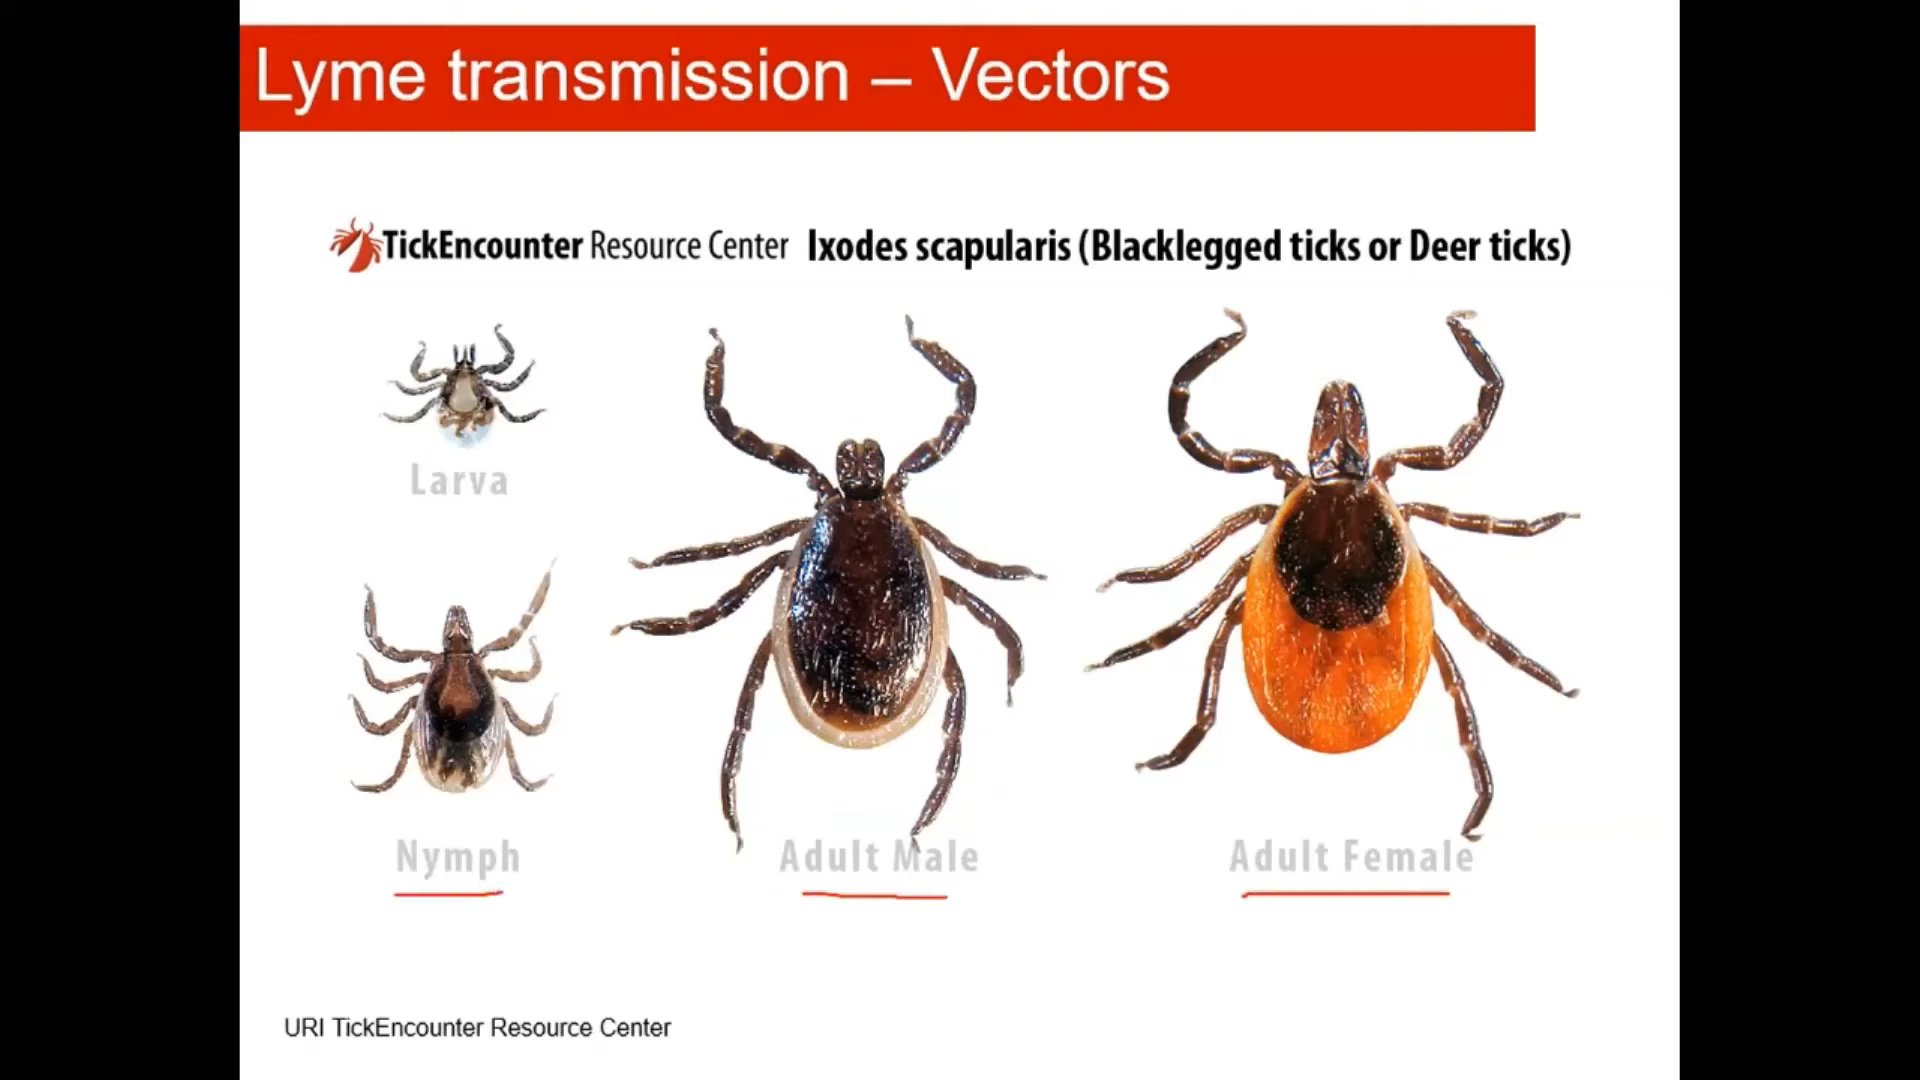 Lyme transmission – Vectors
TickEncounter Resource Center Ixodes scapularis (Blacklegged ticks or Deer ticks)
Larva
Nymph
Adult Male
Adult Female
URI TickEncounter Resource Center